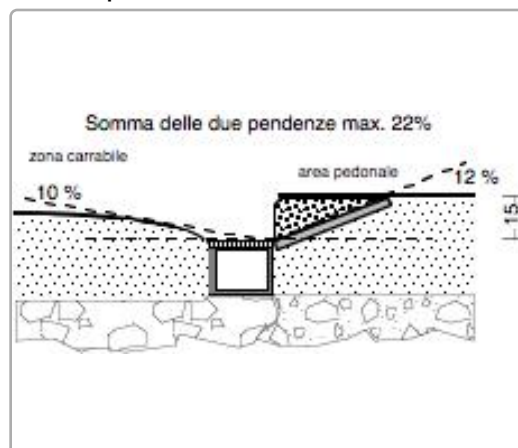 Somma delle due pendenze max. 22%
zona carrabile
area pedonale
10 %
12 %
15